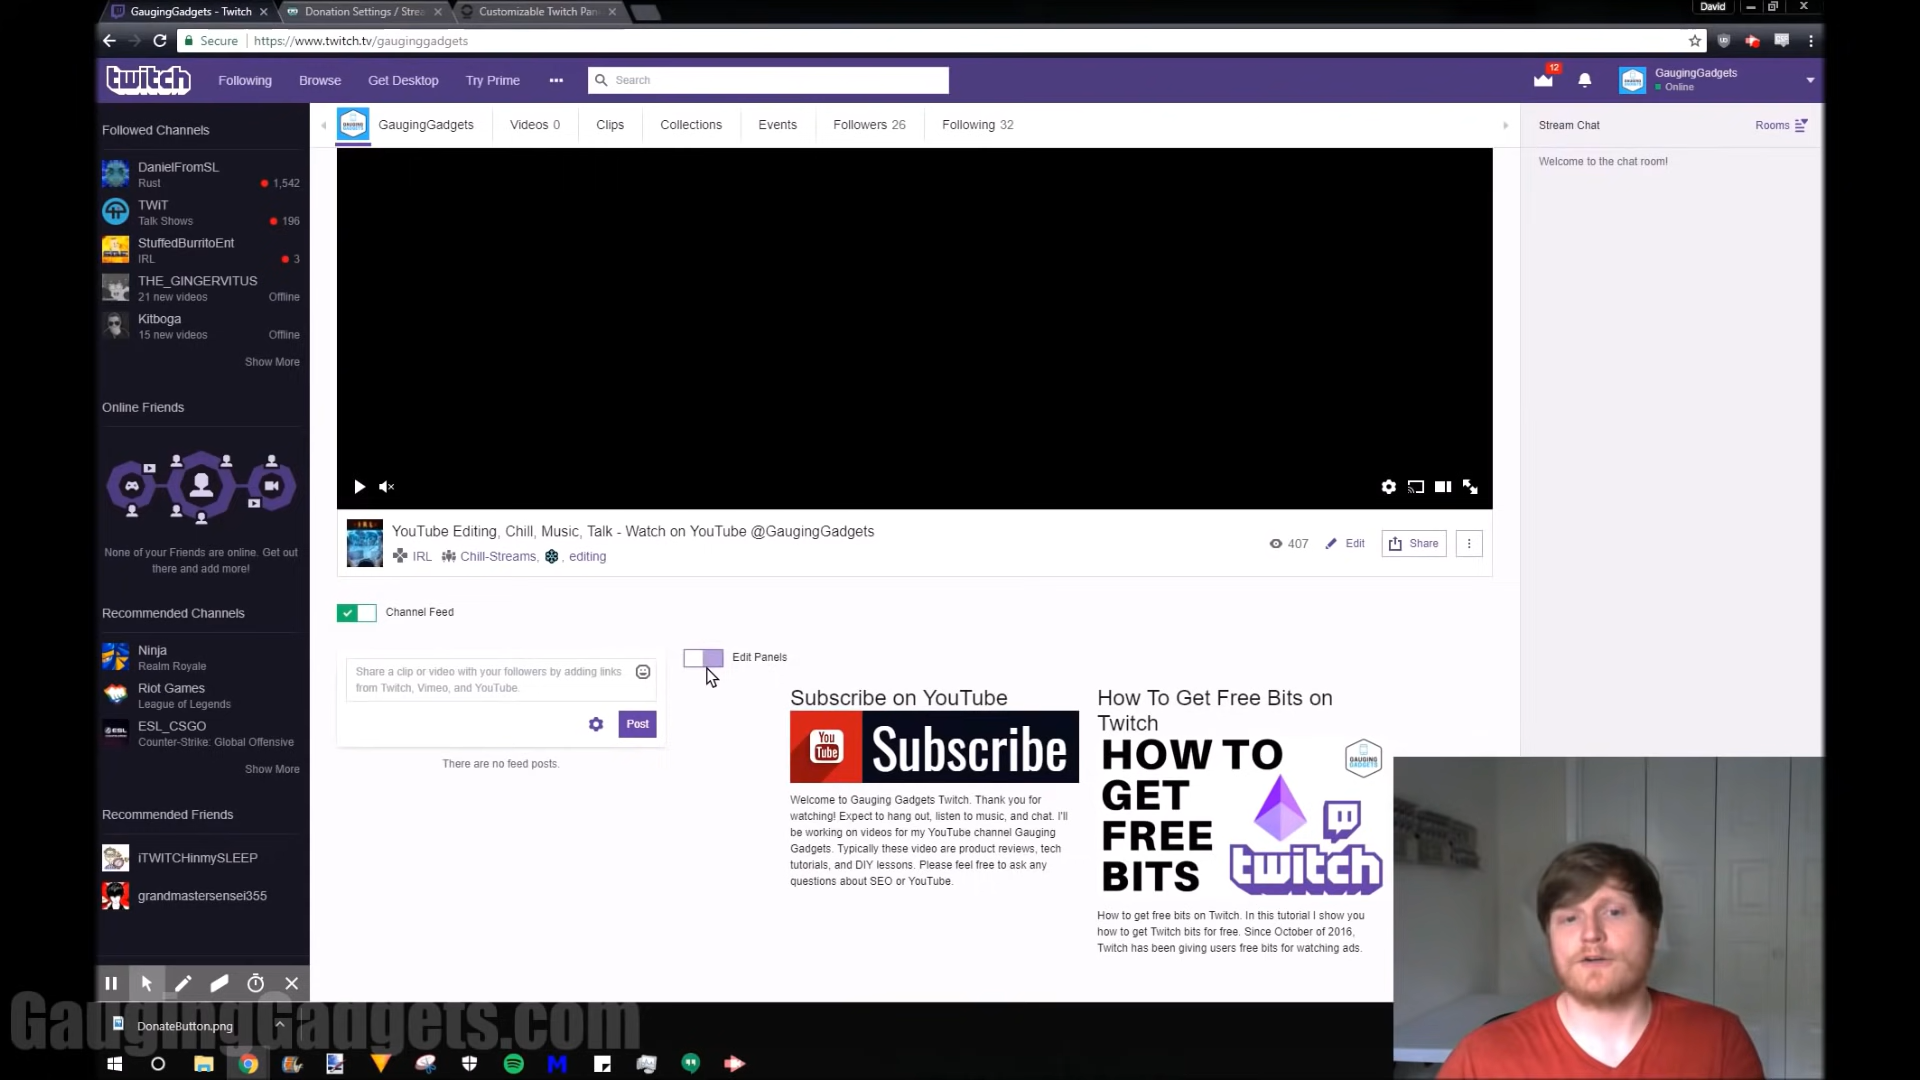 GaugingGadgets - Twitch
Donation Settings / Strea
Customizable Twitch Pan
David
Secure
https://www.twitch.tv/gauginggadgets
twitch
Following
Browse
Get Desktop
Try Prime
Search
12
GaugingGadgets
Online
Followed Channels
DanielFromSL
Rust
1,542
TWiT
Talk Shows
196
StuffedBurritoEnt
IRL
3
THE_GINGERVITUS
21 new videos
Offline
Kitboga
15 new videos
Offline
Show More
Online Friends
None of your Friends are online. Get out
there and add more!
Recommended Channels
Ninja
Realm Royale
Riot Games
League of Legends
ESL_CSGO
Counter-Strike: Global Offensive
Show More
Recommended Friends
iTWITCHinmySLEEP
grandmastersensei355
GaugingGadgets
Videos 0
Clips
Collections
Events
Followers 26
Following 32
YouTube Editing, Chill, Music, Talk - Watch on YouTube @GaugingGadgets
IRL
Chill-Streams,
, editing
407
Edit
Share
Channel Feed
Share a clip or video with your followers by adding links
from Twitch, Vimeo, and YouTube.
Post
There are no feed posts.
Edit Panels
Subscribe on YouTube
You
Tube
Subscribe
Welcome to Gauging Gadgets Twitch. Thank you for
watching! Expect to hang out, listen to music, and chat. I'll
be working on videos for my YouTube channel Gauging
Gadgets. Typically these video are product reviews, tech
tutorials, and DIY lessons. Please feel free to ask any
questions about SEO or YouTube.
How To Get Free Bits on
Twitch
HOW TO
GET
FREE
BITS
GAUGING
GADGETS
twitch
How to get free bits on Twitch. In this tutorial I show you
how to get Twitch bits for free. Since October of 2016,
Twitch has been giving users free bits for watching ads.
Stream Chat
Rooms
Welcome to the chat room!
GaugingGadgets.com
DonateButton.png